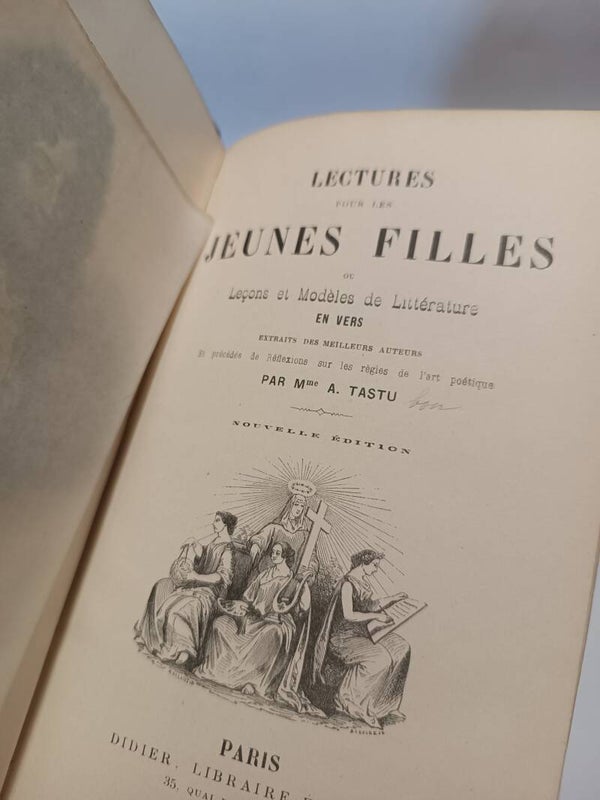 LECTURES
POUR LES
JEUNES FILLES
OU
Leçons et Modèles de Littérature
EN VERS
EXTRAITS DES MEILLEURS AUTEURS
Et précédés de Réflexions sur les règles de l'art poétique
PAR Mme A. TASTU
NOUVELLE ÉDITION
PARIS
DIDIER, LIBRAIRE
35, QUAI